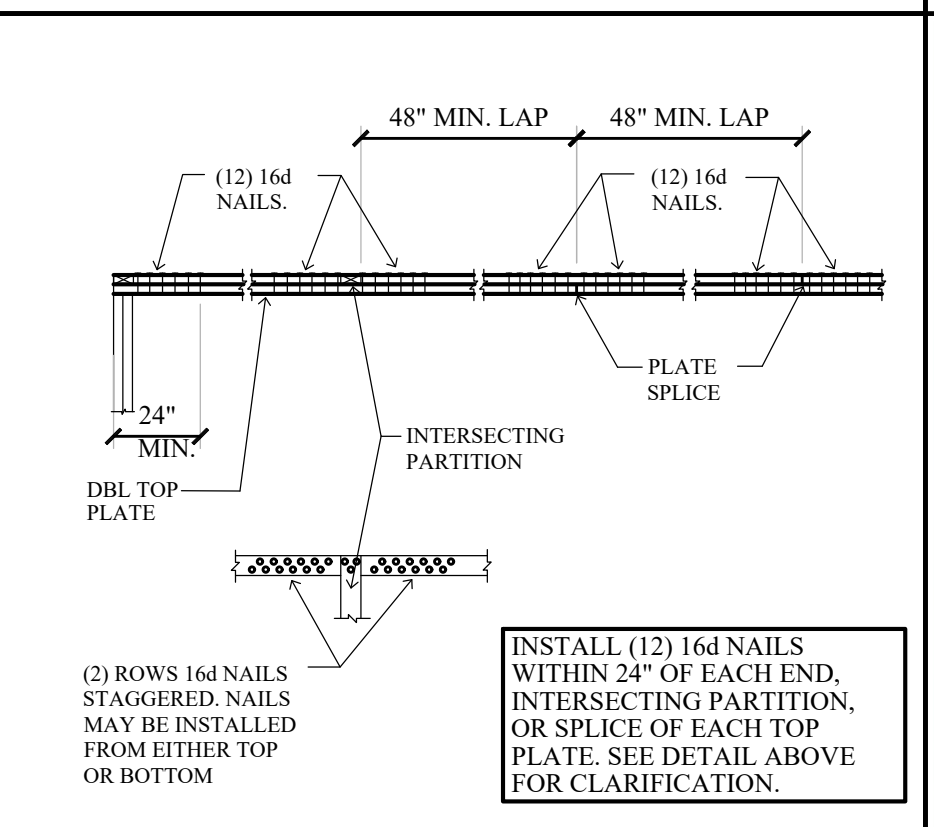 48" MIN. LAP
48" MIN. LAP
(12) 16d
NAILS.
(12) 16d
NAILS.
PLATE
SPLICE
24"
MIN.
INTERSECTING
PARTITION
DBL TOP
PLATE
(2) ROWS 16d NAILS
STAGGERED. NAILS
MAY BE INSTALLED
FROM EITHER TOP
OR BOTTOM
INSTALL (12) 16d NAILS
WITHIN 24" OF EACH END,
INTERSECTING PARTITION,
OR SPLICE OF EACH TOP
PLATE. SEE DETAIL ABOVE
FOR CLARIFICATION.